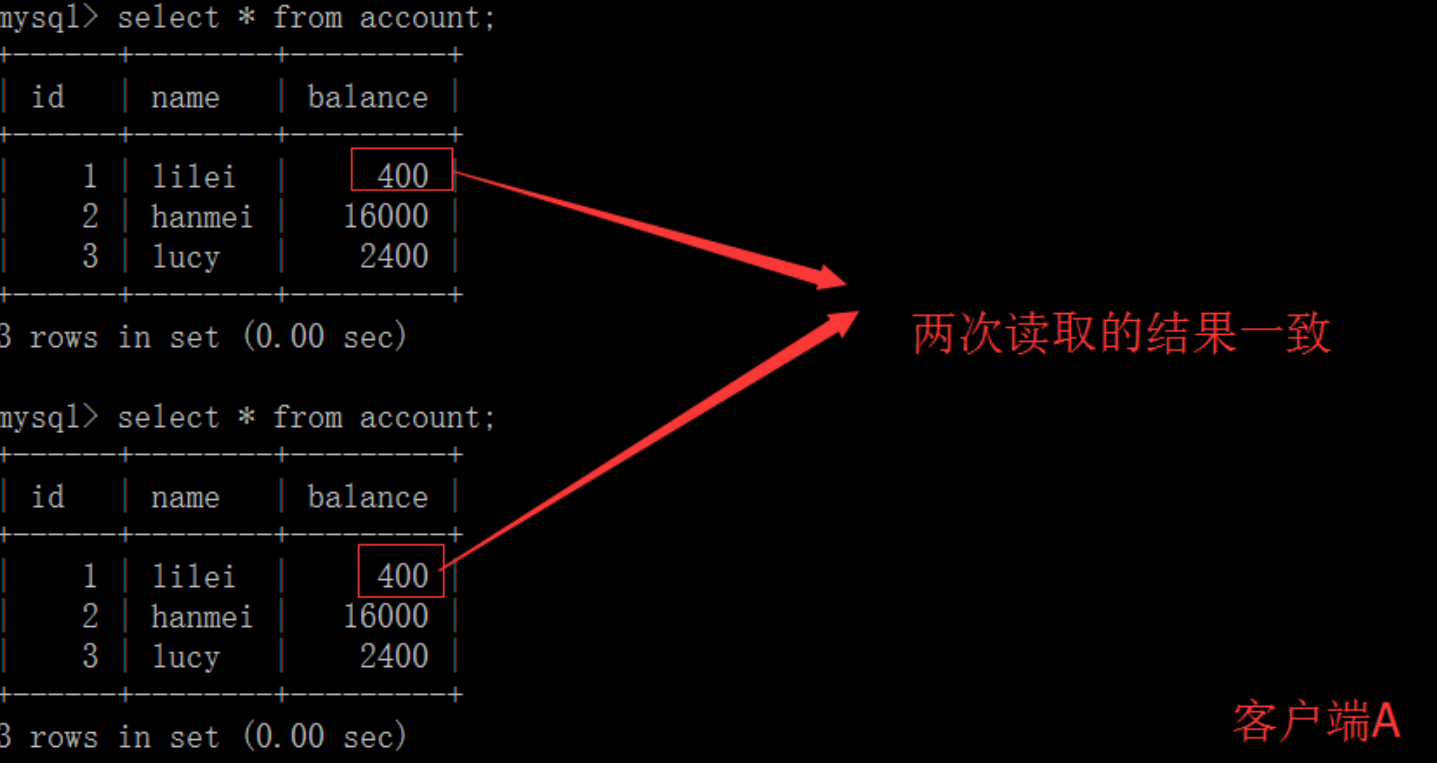 mysql> select * from account;
+------+--------+---------+
| id | name | balance |
+------+--------+---------+
| 1 | lilei | 400 |
| 2 | hanmei | 16000 |
| 3 | lucy | 2400 |
+------+--------+---------+
3 rows in set (0.00 sec)
两次读取的结果一致
mysql> select * from account;
+------+--------+---------+
| id | name | balance |
+------+--------+---------+
| 1 | lilei | 400 |
| 2 | hanmei | 16000 |
| 3 | lucy | 2400 |
+------+--------+---------+
3 rows in set (0.00 sec)
客户端A